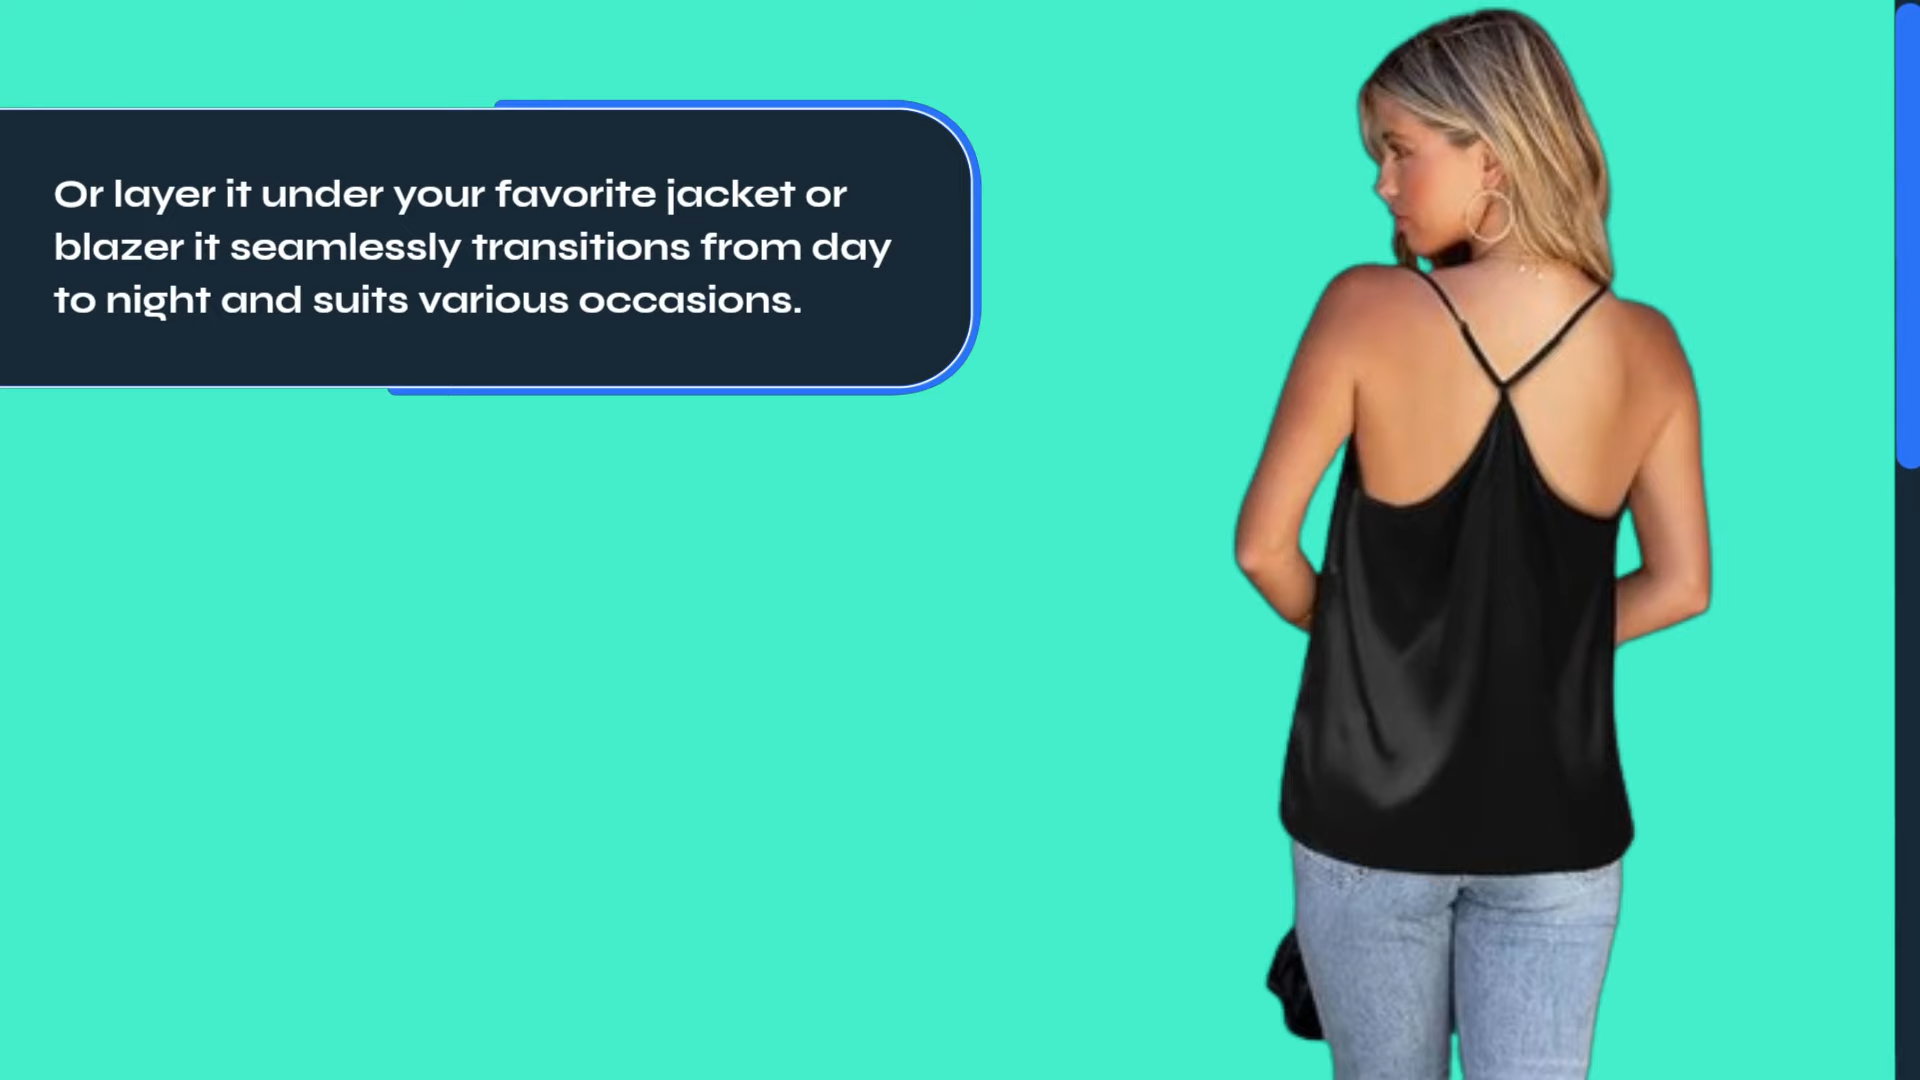 Or layer it under your favorite jacket or
blazer it seamlessly transitions from day
to night and suits various occasions.